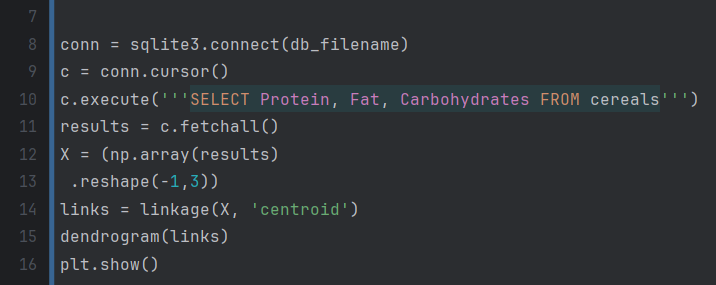 7
8 conn = sqlite3.connect(db_filename)
9 c = conn.cursor()
10 c.execute('''SELECT Protein, Fat, Carbohydrates FROM cereals''')
11 results = c.fetchall()
12 X = (np.array(results)
13  .reshape(-1,3))
14 links = linkage(X, 'centroid')
15 dendrogram(links)
16 plt.show()